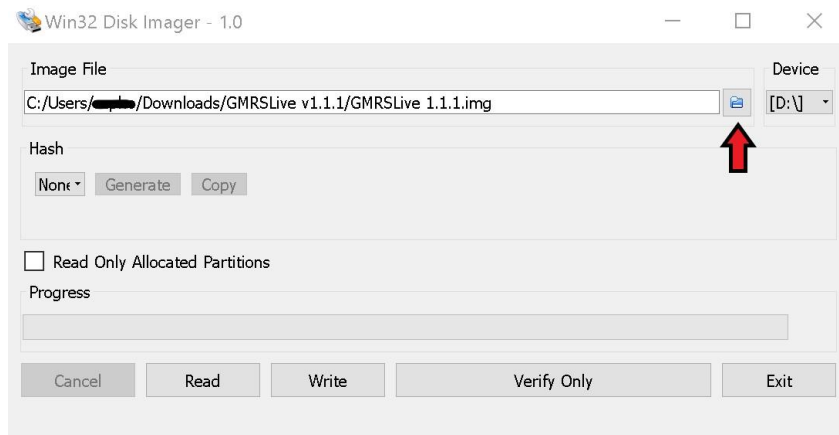 Win32 Disk Imager - 1.0
Image File
Device
C:/Users/ /Downloads/GMRSLive v1.1.1/GMRSLive 1.1.1.img
[D:\]
Hash
None Generate Copy
Read Only Allocated Partitions
Progress
Cancel Read Write Verify Only Exit